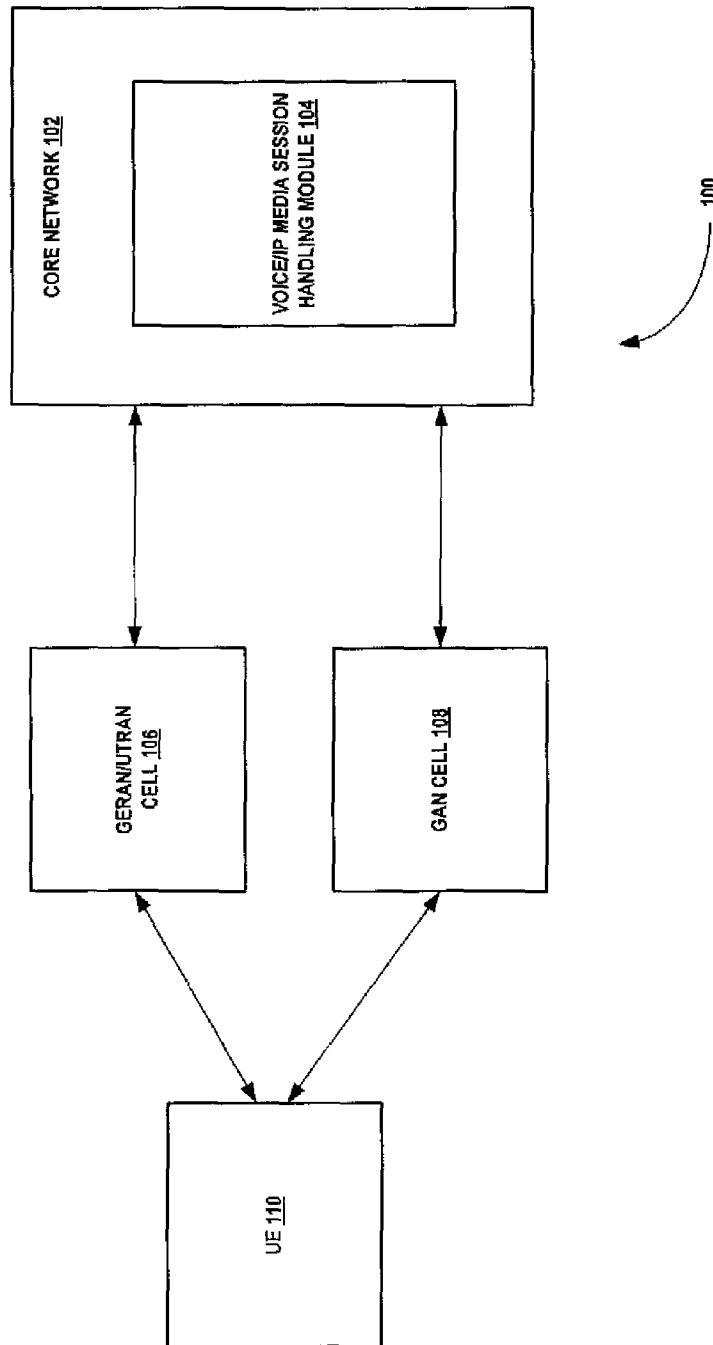 CORE NETWORK 102
VOICE/IP MEDIA SESSION
HANDLING MODULE 104
100
GERAN/UTRAN
CELL 106
GAN CELL 108
UE 110